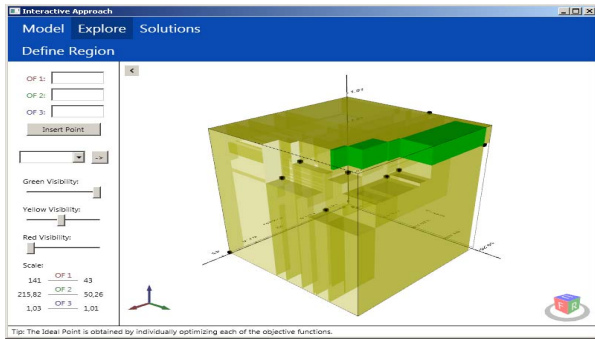 Interactive Approach
Model Explore Solutions
Define Region
<
OF 1:
OF 2:
OF 3:
Insert Point
->
Green Visibility:
Yellow Visibility:
Red Visibility:
Scale:
141 OF 1 43
215,82 OF 2 50,26
1,03 OF 3 1,01
Tip: The Ideal Point is obtained by individually optimizing each of the objective functions.